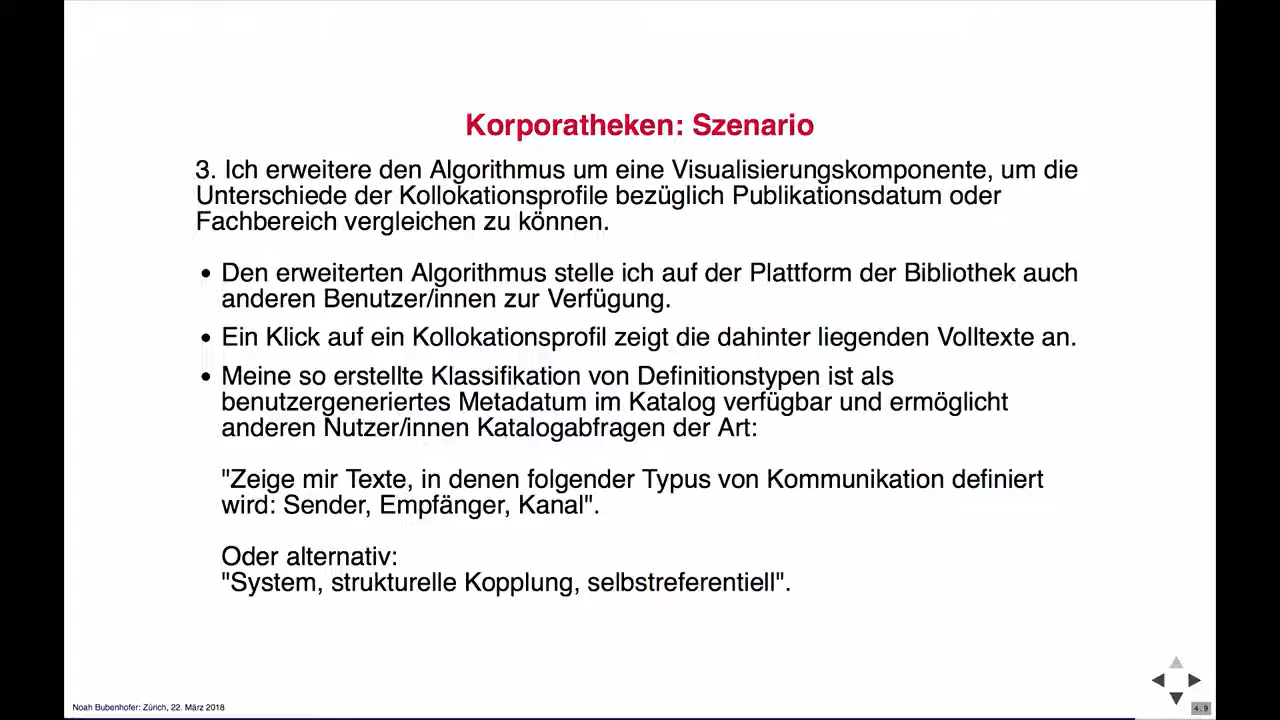 Korporatheken: Szenario
3. Ich erweitere den Algorithmus um eine Visualisierungskomponente, um die
Unterschiede der Kollokationsprofile bezüglich Publikationsdatum oder
Fachbereich vergleichen zu können.
• Den erweiterten Algorithmus stelle ich auf der Plattform der Bibliothek auch
anderen Benutzer/innen zur Verfügung.
• Ein Klick auf ein Kollokationsprofil zeigt die dahinter liegenden Volltexte an.
• Meine so erstellte Klassifikation von Definitionstypen ist als
benutzergeneriertes Metadatum im Katalog verfügbar und ermöglicht
anderen Nutzer/innen Katalogabfragen der Art:
"Zeige mir Texte, in denen folgender Typus von Kommunikation definiert
wird: Sender, Empfänger, Kanal".
Oder alternativ:
"System, strukturelle Kopplung, selbstreferentiell".
Noah Bubenhofer: Zürich, 22. März 2018
4.9